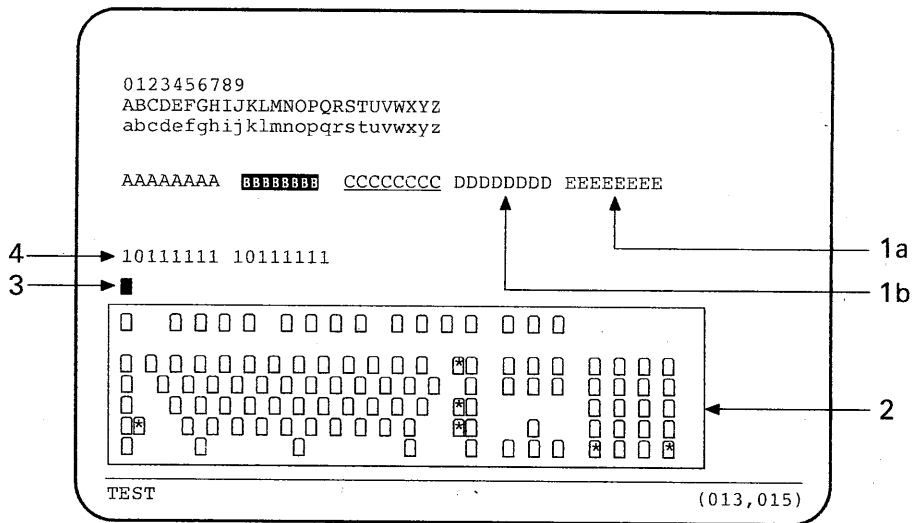 0123456789
ABCDEFGHIJKLMNOPQRSTUVWXYZ
abcdefghijklmnopqrstuvwxyz
AAAAAAAA BBBBBBBB CCCCCCCC DDDDDDDD EEEEEEEE
1a
4 10111111 10111111
3 1b
* 
*
2
* *
* *
TEST (013,015)